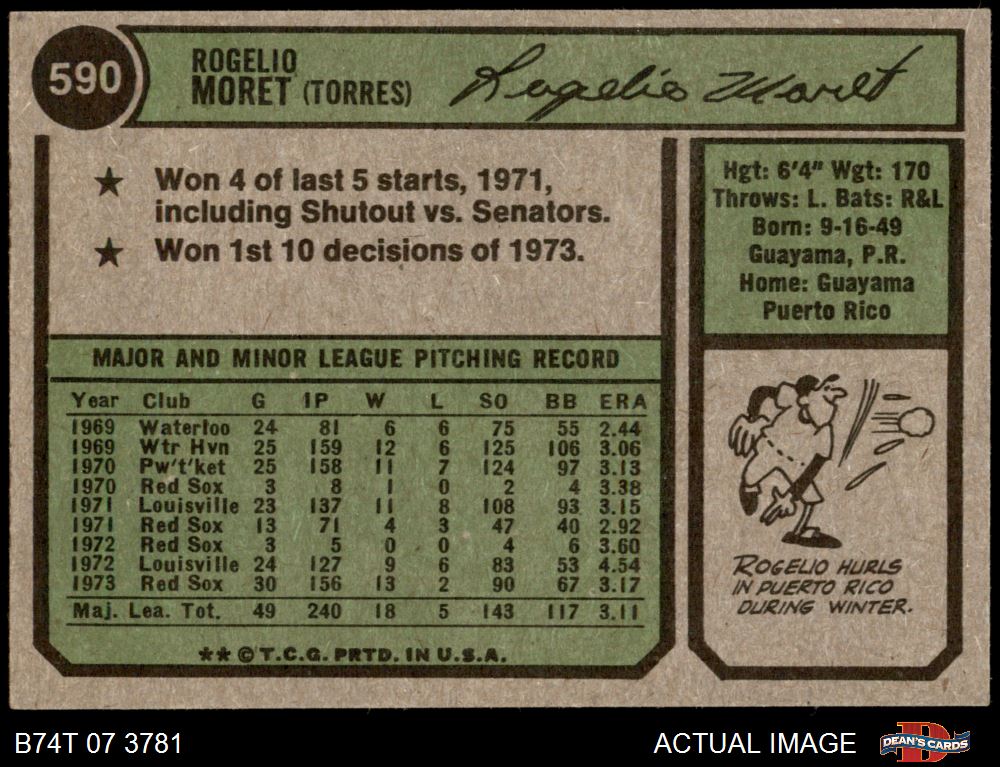 590
ROGELIO
MORET (TORRES)
Rogelio Moret
★ Won 4 of last 5 starts, 1971,
including Shutout vs. Senators.
★ Won 1st 10 decisions of 1973.
Hgt: 6'4" Wgt: 170
Throws: L. Bats: R&L
Born: 9-16-49
Guayama, P.R.
Home: Guayama
Puerto Rico
MAJOR AND MINOR LEAGUE PITCHING RECORD
Year Club G IP W L SO BB ERA
1969 Waterloo 24 81 6 6 75 55 2.44
1969 Wtr Hvn 25 159 12 6 125 106 3.06
1970 Pw't'ket 25 158 11 7 124 97 3.13
1970 Red Sox 3 8 1 0 2 4 3.38
1971 Louisville 23 137 11 8 108 93 3.15
1971 Red Sox 13 71 4 3 47 40 2.92
1972 Red Sox 3 5 0 0 4 6 3.60
1972 Louisville 24 127 9 6 83 53 4.54
1973 Red Sox 30 156 13 2 90 67 3.17
Maj. Lea. Tot. 49 240 18 5 143 117 3.11
** © T.C.G. PRTD. IN U.S.A.
ROGELIO HURLS
IN PUERTO RICO
DURING WINTER.
B74T 07 3781
ACTUAL IMAGE
DEAN'S CARDS